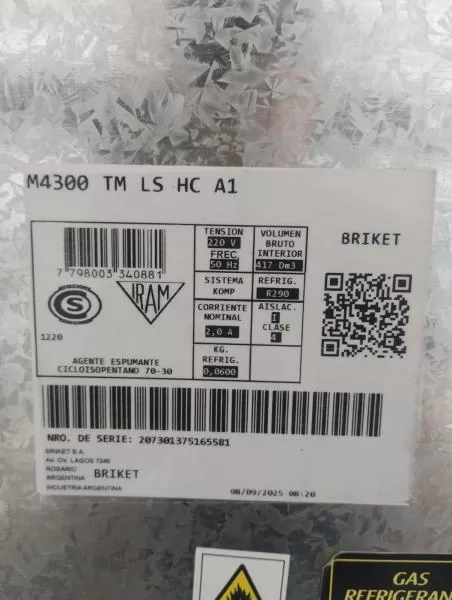 M4300 TM LS HC A1
7 798003 340881
S
IRAM
1220
AGENTE ESPUMANTE
CICLOISOPENTANO 70-30
TENSION
220 V
FREC.
50 Hz
SISTEMA
KOMP
CORRIENTE
NOMINAL
2,0 A
KG.
REFRIG.
0,0600
VOLUMEN
BRUTO
INTERIOR
417 Dm3
REFRIG.
R290
AISLAC.
I
CLASE
4
BRIKET
NRO. DE SERIE: 207301375165581
BRIKET S.A.
AV. OV. LAGOS 7245
ROSARIO
ARGENTINA BRIKET
INDUSTRIA ARGENTINA
08/09/2025 08:20
GAS
REFRIGERAN